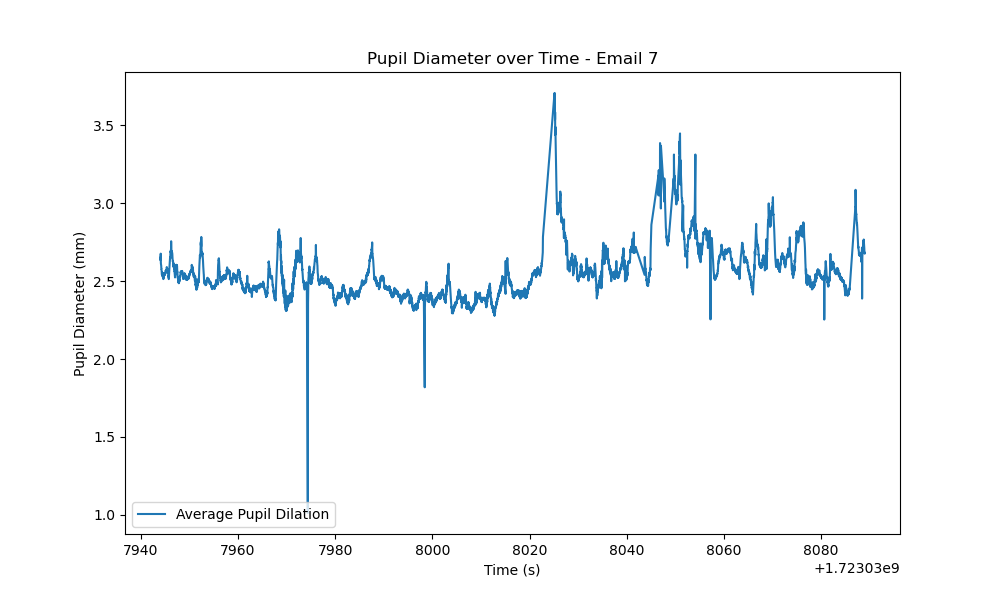 Pupil Diameter over Time - Email 7
Pupil Diameter (mm)
3.5
3.0
2.5
2.0
1.5
1.0
Average Pupil Dilation
7940 7960 7980 8000 8020 8040 8060 8080
+1.72303e9
Time (s)